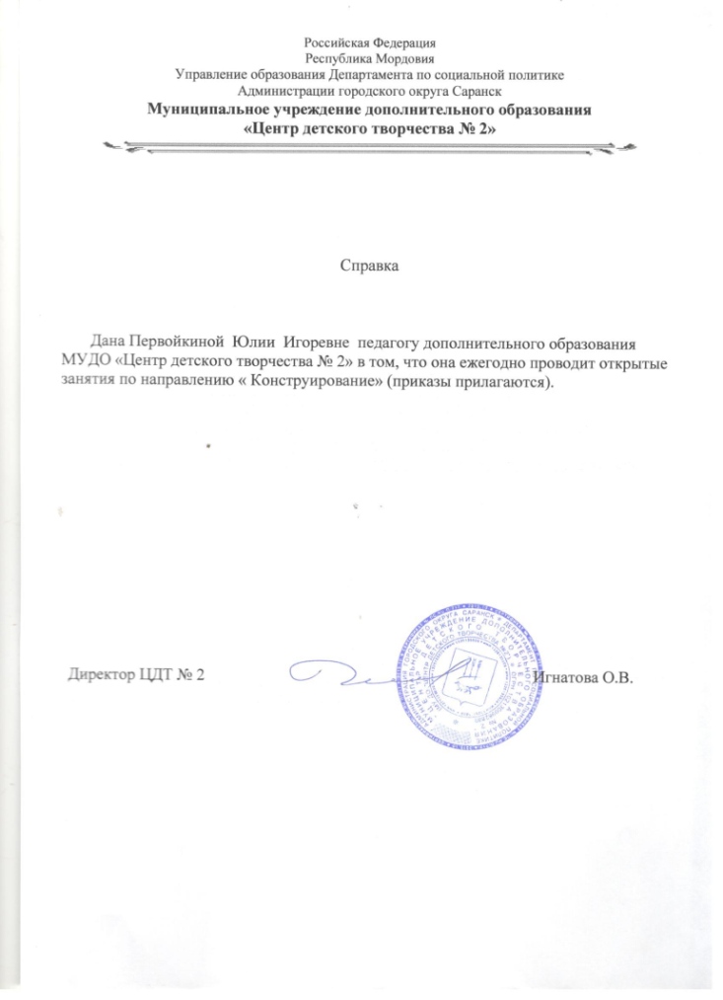 Российская Федерация
Республика Мордовия
Управление образования Департамента по социальной политике
Администрации городского округа Саранск
Муниципальное учреждение дополнительного образования
«Центр детского творчества № 2»
Справка
Дана Первойкиной Юлии Игоревне педагогу дополнительного образования
МУДО «Центр детского творчества № 2» в том, что она ежегодно проводит открытые
занятия по направлению « Конструирование» (приказы прилагаются).
Директор ЦДТ № 2
Игнатова О.В.